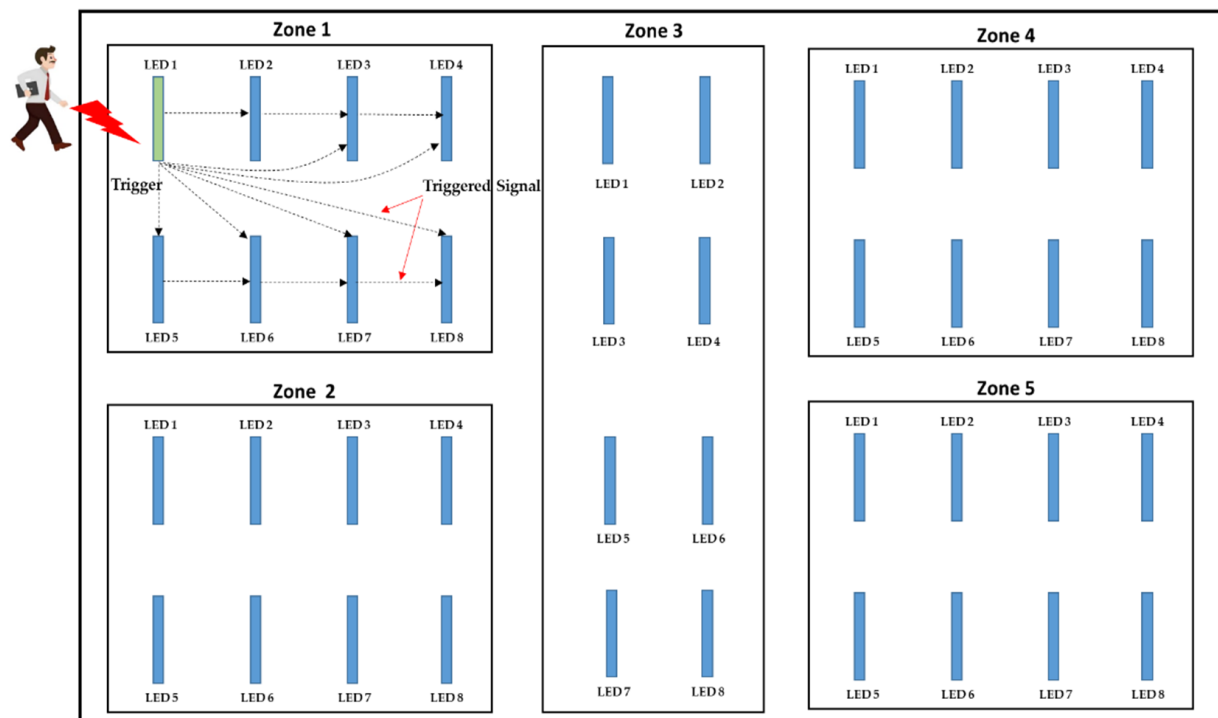 Zone 1
LED 1 LED 2 LED 3 LED 4
Trigger
Triggered Signal
LED 5 LED 6 LED 7 LED 8
Zone 2
LED 1 LED 2 LED 3 LED 4
LED 5 LED 6 LED 7 LED 8
Zone 3
LED 1 LED 2
LED 3 LED 4
LED 5 LED 6
LED 7 LED 8
Zone 4
LED 1 LED 2 LED 3 LED 4
LED 5 LED 6 LED 7 LED 8
Zone 5
LED 1 LED 2 LED 3 LED 4
LED 5 LED 6 LED 7 LED 8